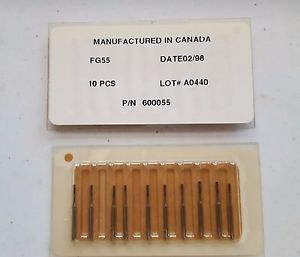 MANUFACTURED IN CANADA
FG55 DATE02/98
10 PCS LOT# A0440
P/N 600055